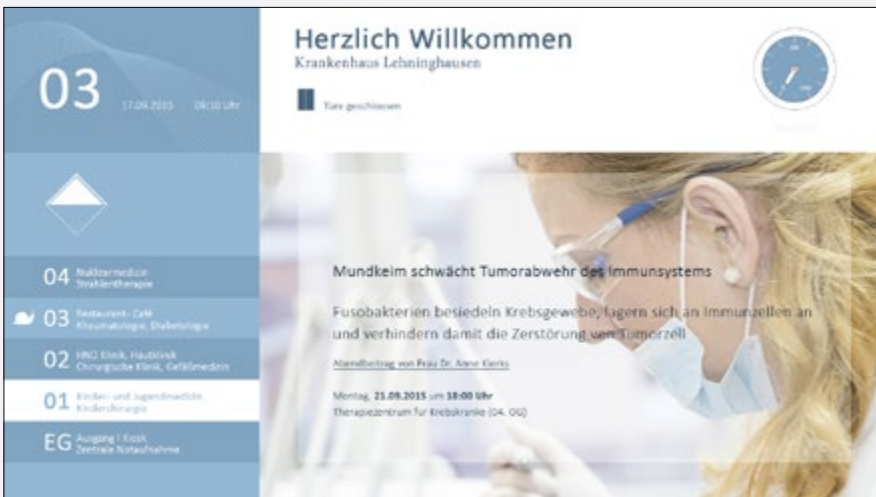 03
17.09.2015 09:10 Uhr
Herzlich Willkommen
Krankenhaus Lehninghausen
Türe geschlossen
04 Nuklearmedizin
Strahlentherapie
03 Restaurant- Café
Rheumatologie, Diabetologie
02 HNO Klinik, Hautklinik
Chirurgische Klinik, Gefäßmedezin
01 Kinder- und Jugendmedizin
Kinderchirurgie
EG Ausgang I Kiosk
Zentrale Notaufnahme
Mundkeim schwächt Tumorabwehr des Immunsystems
Fusobakterien besiedeln Krebsgewebe, lagern sich an Immunzellen an
und verhindern damit die Zerstörung von Tumorzell
Abendbeitrag von Frau Dr. Anne
Montag, 21.09.2015 um 18:00 Uhr
Therapiezentrum für Krebskranke (04. OG)